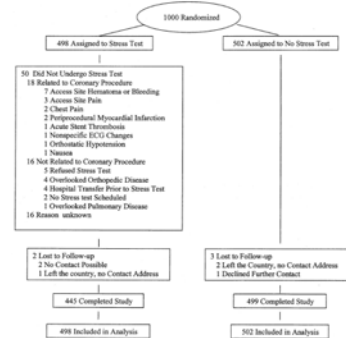 1000 Randomized
498 Assigned to Stress Test
502 Assigned to No Stress Test
50 Did Not Undergo Stress Test
18 Related to Coronary Procedure
7 Access Site Hematoma or Bleeding
3 Access Site Pain
2 Chest Pain
2 Periprocedural Myocardial Infarction
1 Acute Stent Thrombosis
1 Nonspecific ECG Changes
1 Orthostatic Hypotension
1 Nausea
16 Not Related to Coronary Procedure
5 Refused Stress Test
4 Overlooked Orthopedic Disease
4 Hospital Transfer Prior to Stress Test
2 No Stress test Scheduled
1 Overlooked Pulmonary Disease
16 Reason unknown
2 Lost to Follow-up
2 No Contact Possible
1 Left the country, no Contact Address
3 Lost to Follow-up
2 Left the Country, no Contact Address
1 Declined Further Contact
445 Completed Study
499 Completed Study
498 Included in Analysis
502 Included in Analysis